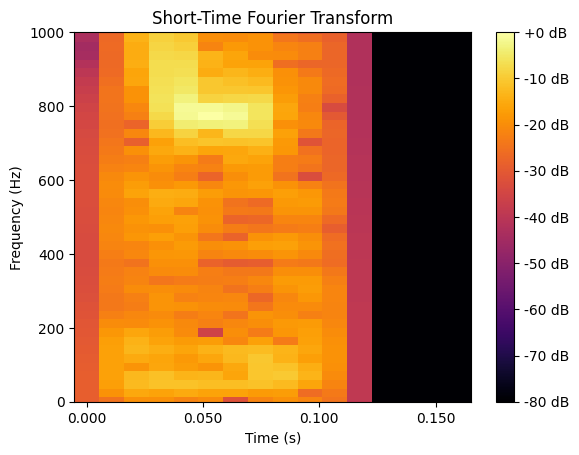 Short-Time Fourier Transform
1000
800
600
400
200
0
Frequency (Hz)
0.000
0.050
0.100
0.150
Time (s)
+0 dB
-10 dB
-20 dB
-30 dB
-40 dB
-50 dB
-60 dB
-70 dB
-80 dB